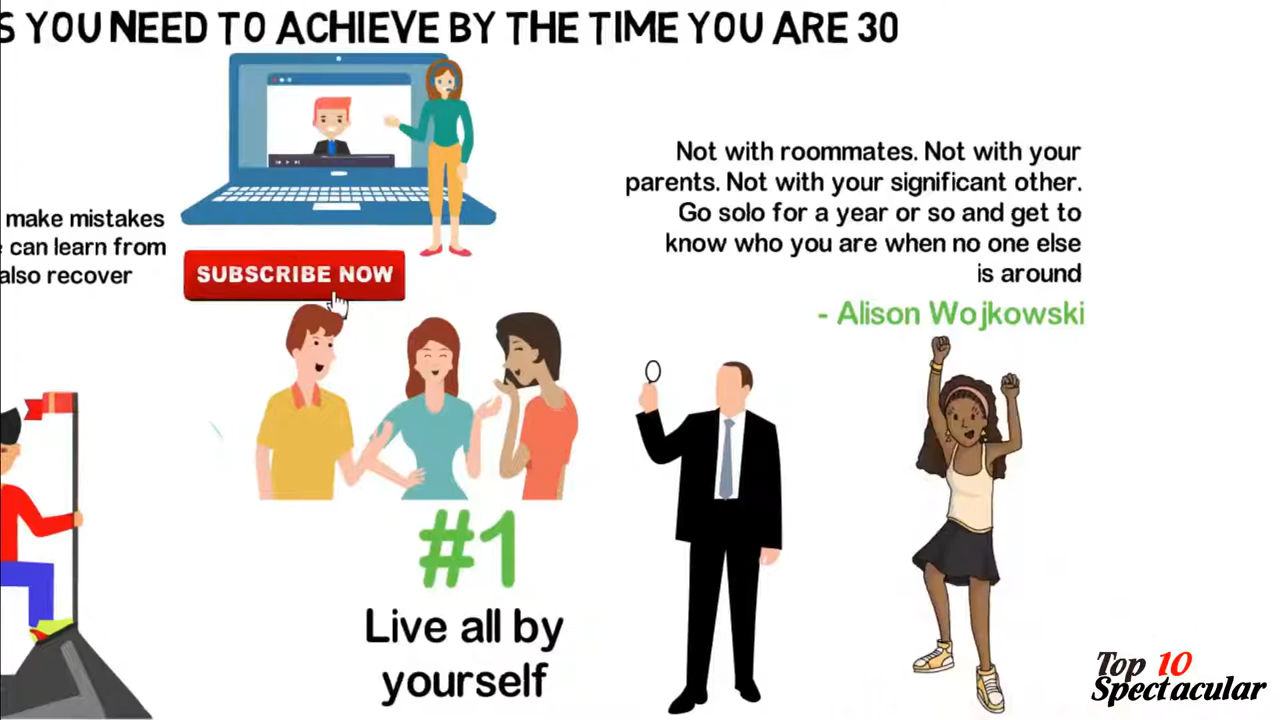 S YOU NEED TO ACHIEVE BY THE TIME YOU ARE 30
make mistakes
can learn from
also recover
SUBSCRIBE NOW
Not with roommates. Not with your
parents. Not with your significant other.
Go solo for a year or so and get to
know who you are when no one else
is around
- Alison Wojkowski
#1
Live all by
yourself
Top 10
Spectacular